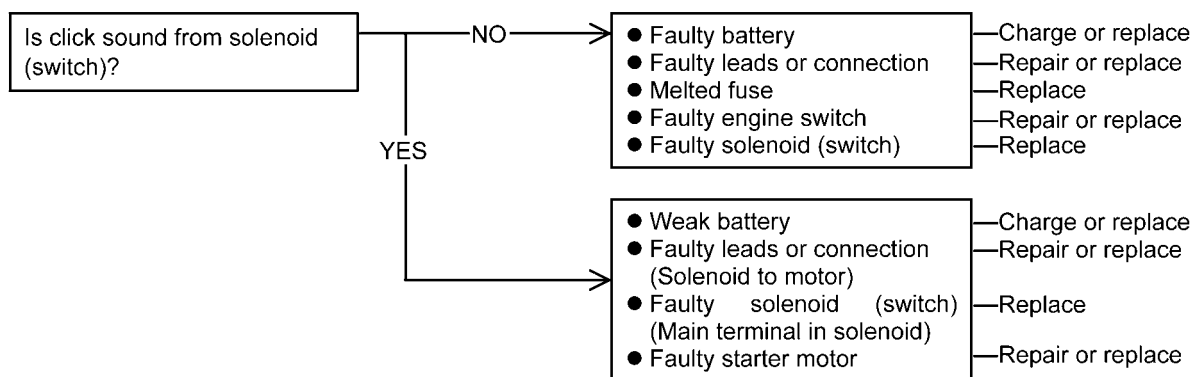 Is click sound from solenoid
(switch)?
NO
● Faulty battery
Charge or replace
● Faulty leads or connection
Repair or replace
● Melted fuse
Replace
● Faulty engine switch
Repair or replace
● Faulty solenoid (switch)
Replace
YES
● Weak battery
Charge or replace
● Faulty leads or connection
Repair or replace
(Solenoid to motor)
● Faulty solenoid (switch)
Replace
(Main terminal in solenoid)
● Faulty starter motor
Repair or replace